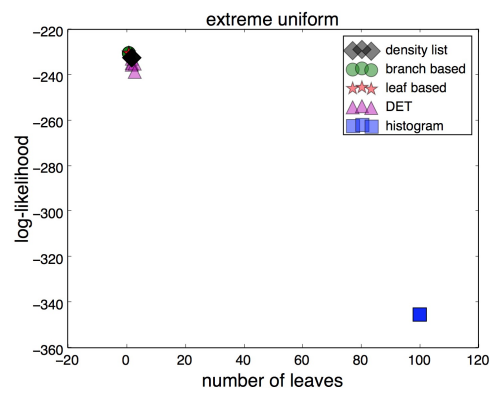 extreme uniform
−220
−240
−260
−280
−300
−320
−340
−360
log-likelihood
density list
branch based
leaf based
DET
histogram
−20 0 20 40 60 80 100 120
number of leaves